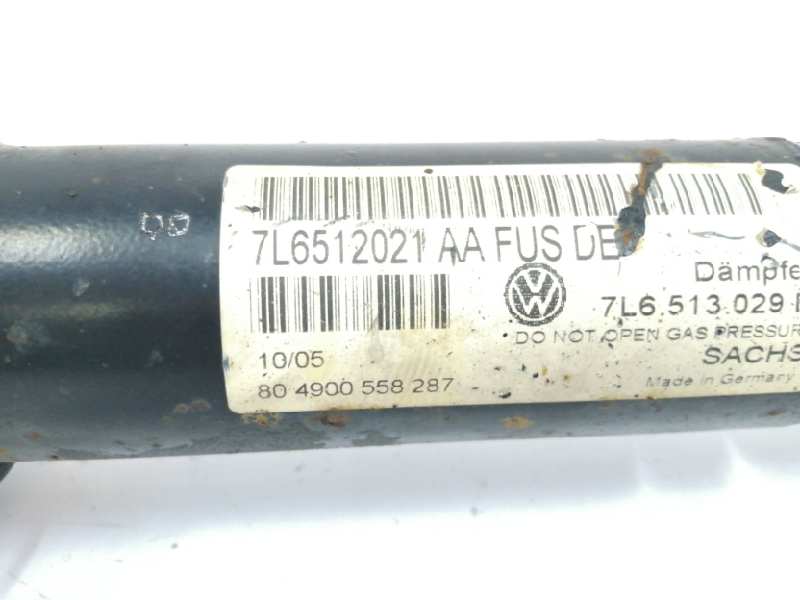 7L6512021 AA FUS DE
Dämpfe
7L6 513 029
DO NOT OPEN GAS PRESSUR
10/05
SACHS
80 4900 558 287
Made in Germany